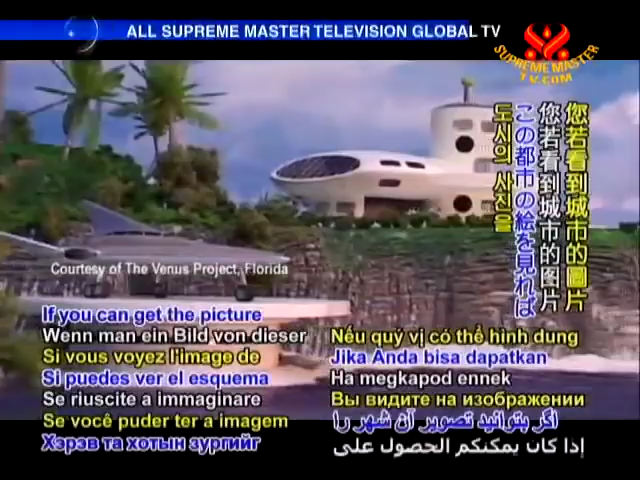 ALL SUPREME MASTER TELEVISION GLOBAL TV
SUPREME MASTER
TV.COM
您若看到城市的圖片
您若看到城市的图片
この都市の絵を見れば
도시의 사진을
Courtesy of The Venus Project, Florida
If you can get the picture
Wenn man ein Bild von dieser
Si vous voyez l'image de
Si puedes ver el esquema
Se riuscite a immaginare
Se você puder ter a imagem
Хэрэв та хотын зургийг
Nếu quý vị có thể hình dung
Jika Anda bisa dapatkan
Ha megkapod ennek
Вы видите на изображении
اگر بتوانید تصویر آن شهر را
إذا كان يمكنكم الحصول على